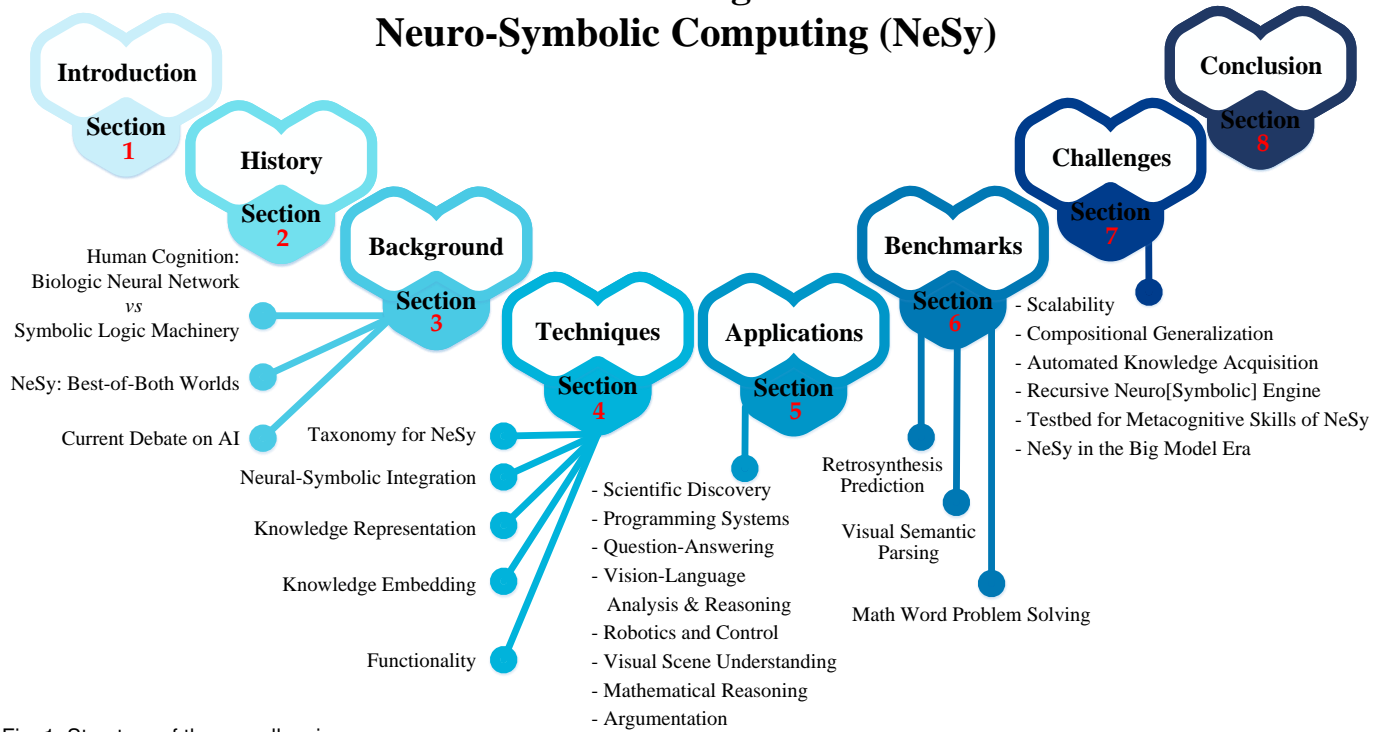 Neuro-Symbolic Computing (NeSy)
Introduction
Section
1
History
Section
2
Background
Section
3
Human Cognition:
Biologic Neural Network
vs
Symbolic Logic Machinery
NeSy: Best-of-Both Worlds
Current Debate on AI
Techniques
Section
4
Taxonomy for NeSy
Neural-Symbolic Integration
Knowledge Representation
Knowledge Embedding
Functionality
Applications
Section
5
- Scientific Discovery
- Programming Systems
- Question-Answering
- Vision-Language
Analysis & Reasoning
- Robotics and Control
- Visual Scene Understanding
- Mathematical Reasoning
- Argumentation
Benchmarks
Section
6
Retrosynthesis
Prediction
Visual Semantic
Parsing
Math Word Problem Solving
Challenges
Section
7
- Scalability
- Compositional Generalization
- Automated Knowledge Acquisition
- Recursive Neuro[Symbolic] Engine
- Testbed for Metacognitive Skills of NeSy
- NeSy in the Big Model Era
Conclusion
Section
8